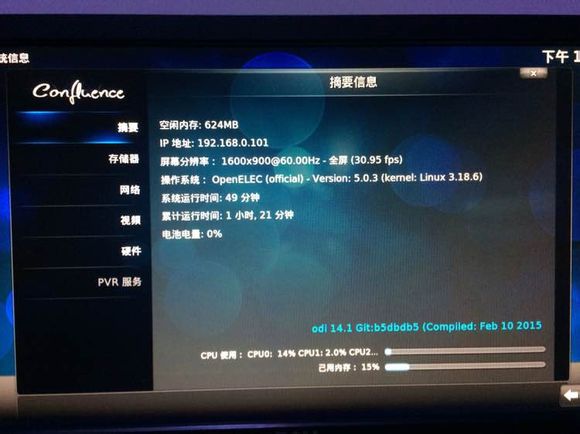 统信息
下午 1
Confluence
摘要信息
摘要
存储器
网络
视频
硬件
PVR 服务
空闲内存: 624MB
IP 地址: 192.168.0.101
屏幕分辨率： 1600x900@60.00Hz - 全屏 (30.95 fps)
操作系统： OpenELEC (official) - Version: 5.0.3 (kernel: Linux 3.18.6)
系统运行时间: 49 分钟
累计运行时间: 1 小时, 21 分钟
电池电量: 0%
odi 14.1 Git:b5dbdb5 (Compiled: Feb 10 2015
CPU 使用： CPU0: 14% CPU1: 2.0% CPU2...
已用内存： 15%